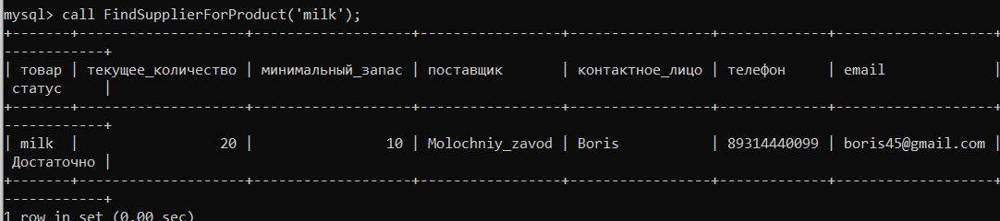 mysql> call FindSupplierForProduct('milk');
+-------+--------------------+-------------------+----------------+-----------------+-------------+--------------------+
------------+
| товар | текущее_количество | минимальный_запас | поставщик      | контактное_лицо | телефон     | email              |
 статус     |
+-------+--------------------+-------------------+----------------+-----------------+-------------+--------------------+
------------+
| milk  |                 20 |                10 | Molochniy_zavod | Boris           | 89314440099 | boris45@gmail.com |
 Достаточно |
+-------+--------------------+-------------------+----------------+-----------------+-------------+--------------------+
------------+
1 row in set (0.00 sec)